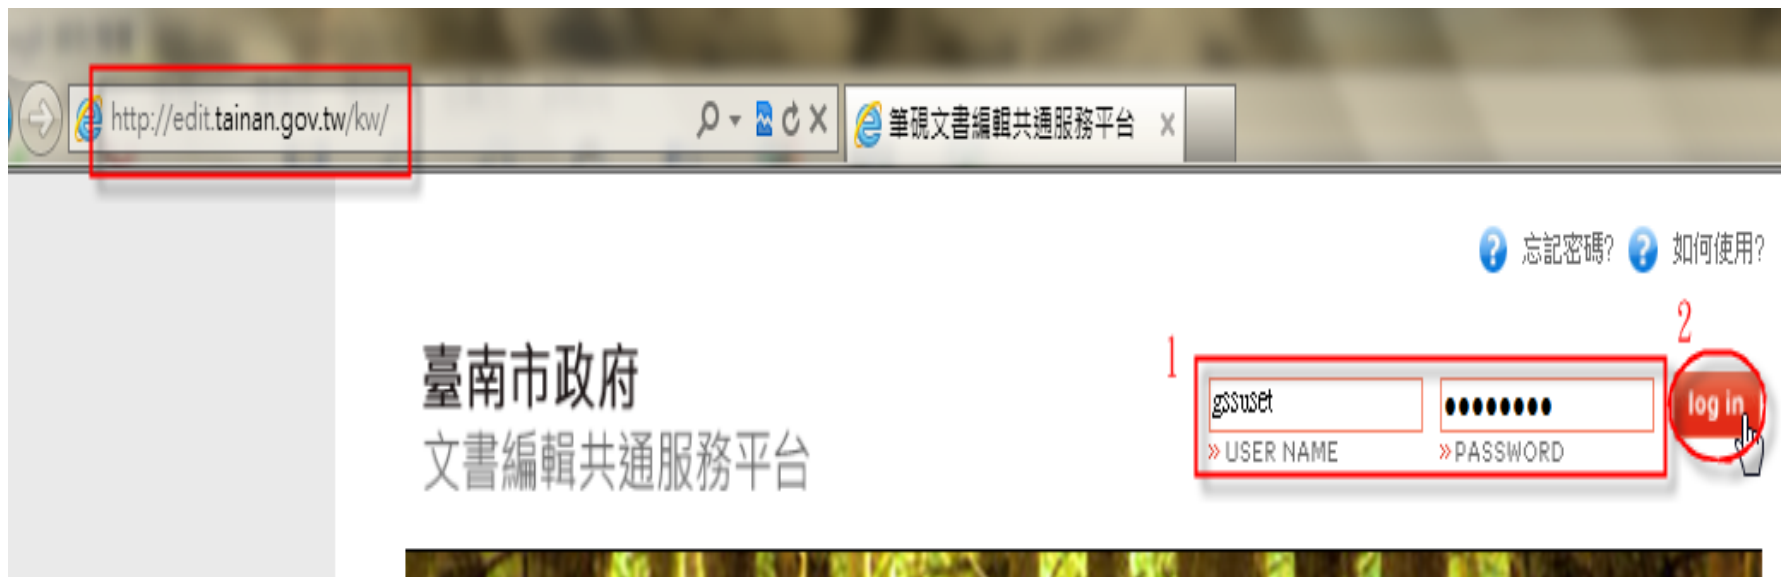 http://edit.tainan.gov.tw/kw/
筆硯文書編輯共通服務平台
忘記密碼? 如何使用?
1
2
臺南市政府
文書編輯共通服務平台
gssuset
●●●●●●●●
log in
» USER NAME
» PASSWORD